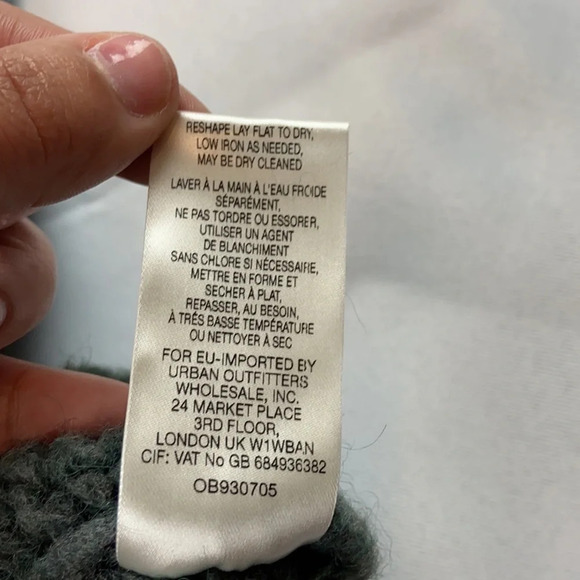 RESHAPE LAY FLAT TO DRY,
LOW IRON AS NEEDED,
MAY BE DRY CLEANED
LAVER À LA MAIN À L'EAU FROIDE
SÉPARÉMENT,
NE PAS TORDRE OU ESSORER,
UTILISER UN AGENT
DE BLANCHIMENT
SANS CHLORE SI NÉCESSAIRE,
METTRE EN FORME ET
SECHER À PLAT,
REPASSER, AU BESOIN,
À TRÉS BASSE TEMPÉRATURE
OU NETTOYER À SEC
FOR EU-IMPORTED BY
URBAN OUTFITTERS
WHOLESALE, INC.
24 MARKET PLACE
3RD FLOOR,
LONDON UK W1WBAN
CIF: VAT No GB 684936382
OB930705